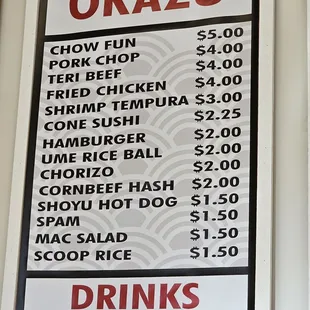 OKAZU
CHOW FUN $5.00
PORK CHOP $4.00
TERI BEEF $4.00
FRIED CHICKEN $4.00
SHRIMP TEMPURA $3.00
CONE SUSHI $2.25
HAMBURGER $2.00
UME RICE BALL $2.00
CHORIZO $2.00
CORNBEEF HASH $2.00
SHOYU HOT DOG $1.50
SPAM $1.50
MAC SALAD $1.50
SCOOP RICE $1.50
DRINKS